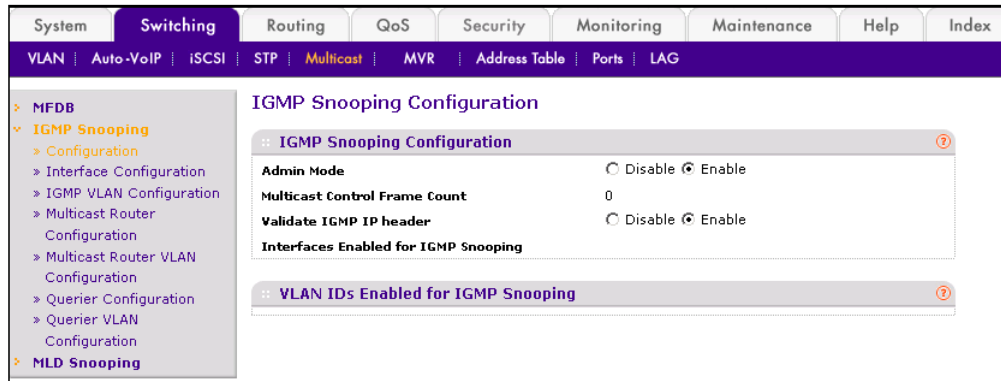 System Switching Routing QoS Security Monitoring Maintenance Help Index
VLAN Auto-VoIP iSCSI STP Multicast MVR Address Table Ports LAG
MFDB
IGMP Snooping
» Configuration
» Interface Configuration
» IGMP VLAN Configuration
» Multicast Router
Configuration
» Multicast Router VLAN
Configuration
» Querier Configuration
» Querier VLAN
Configuration
MLD Snooping
IGMP Snooping Configuration
IGMP Snooping Configuration ?
Admin Mode Disable Enable
Multicast Control Frame Count 0
Validate IGMP IP header Disable Enable
Interfaces Enabled for IGMP Snooping
VLAN IDs Enabled for IGMP Snooping ?